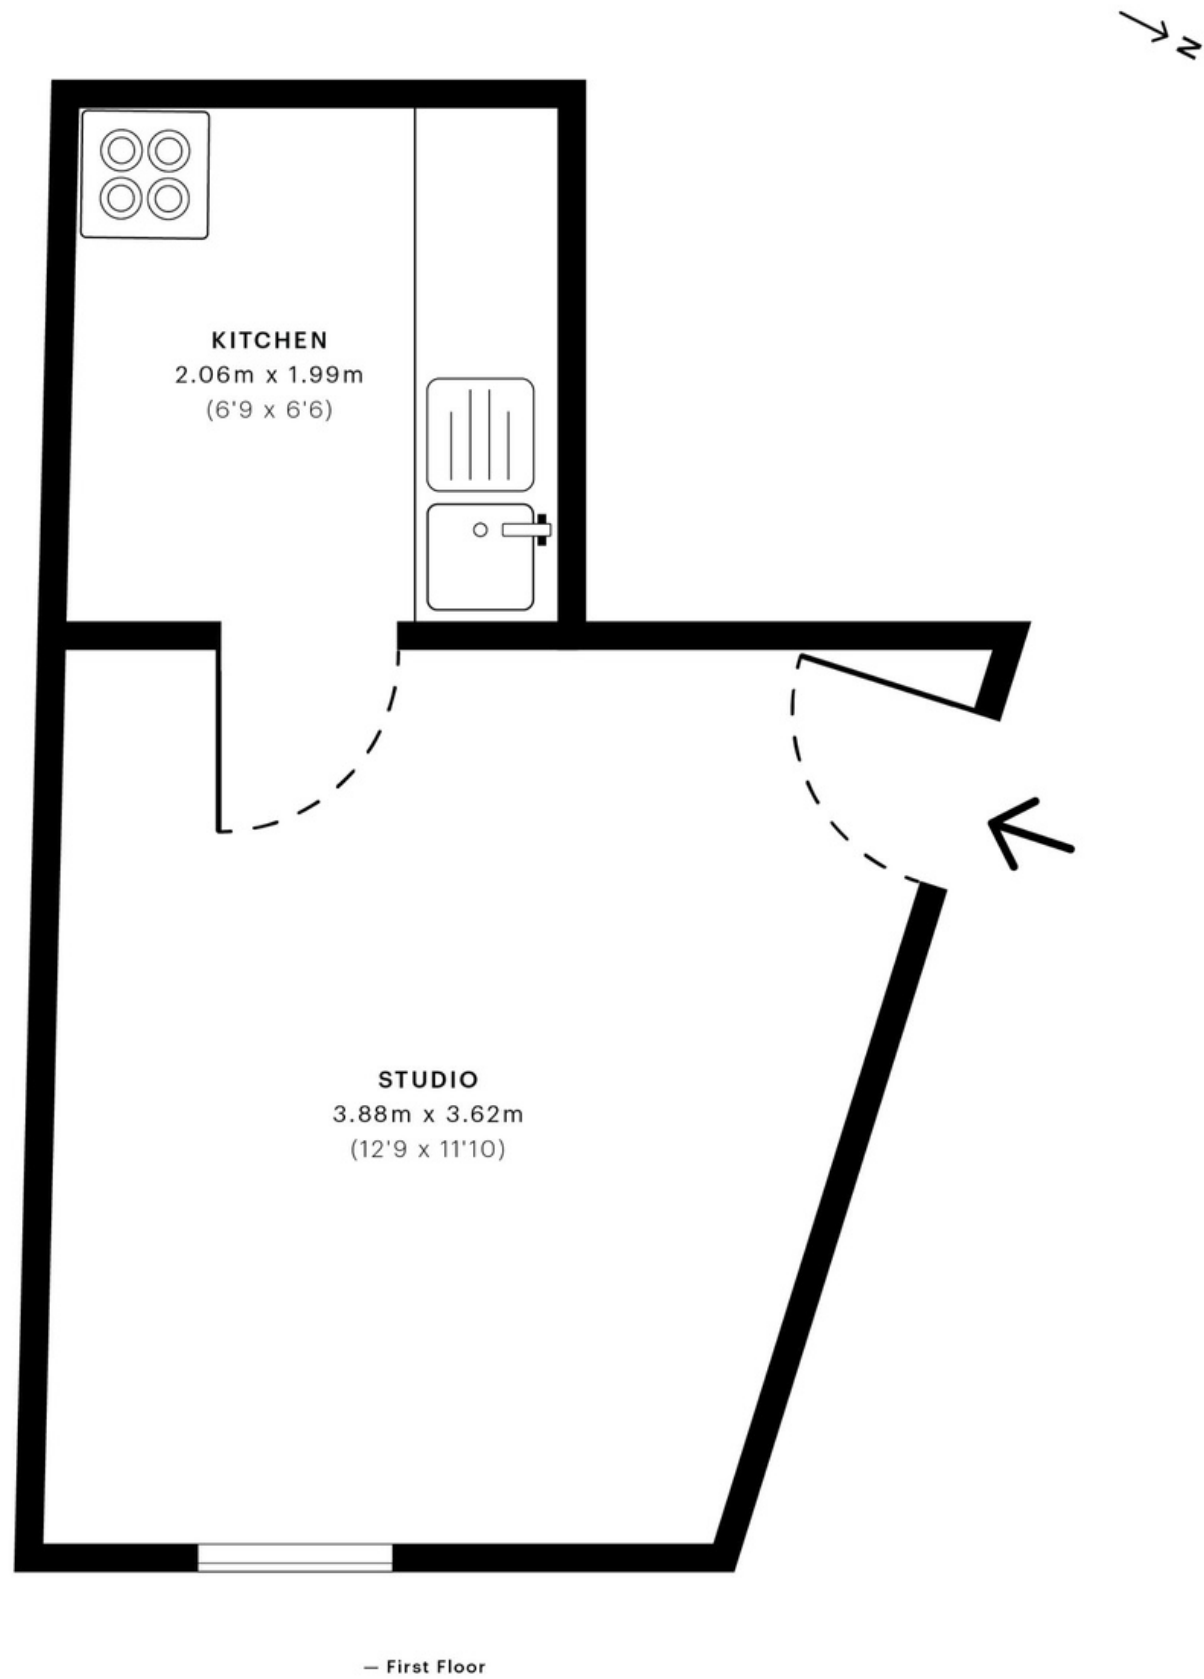 N
KITCHEN
2.06m x 1.99m
(6'9 x 6'6)
STUDIO
3.88m x 3.62m
(12'9 x 11'10)
— First Floor